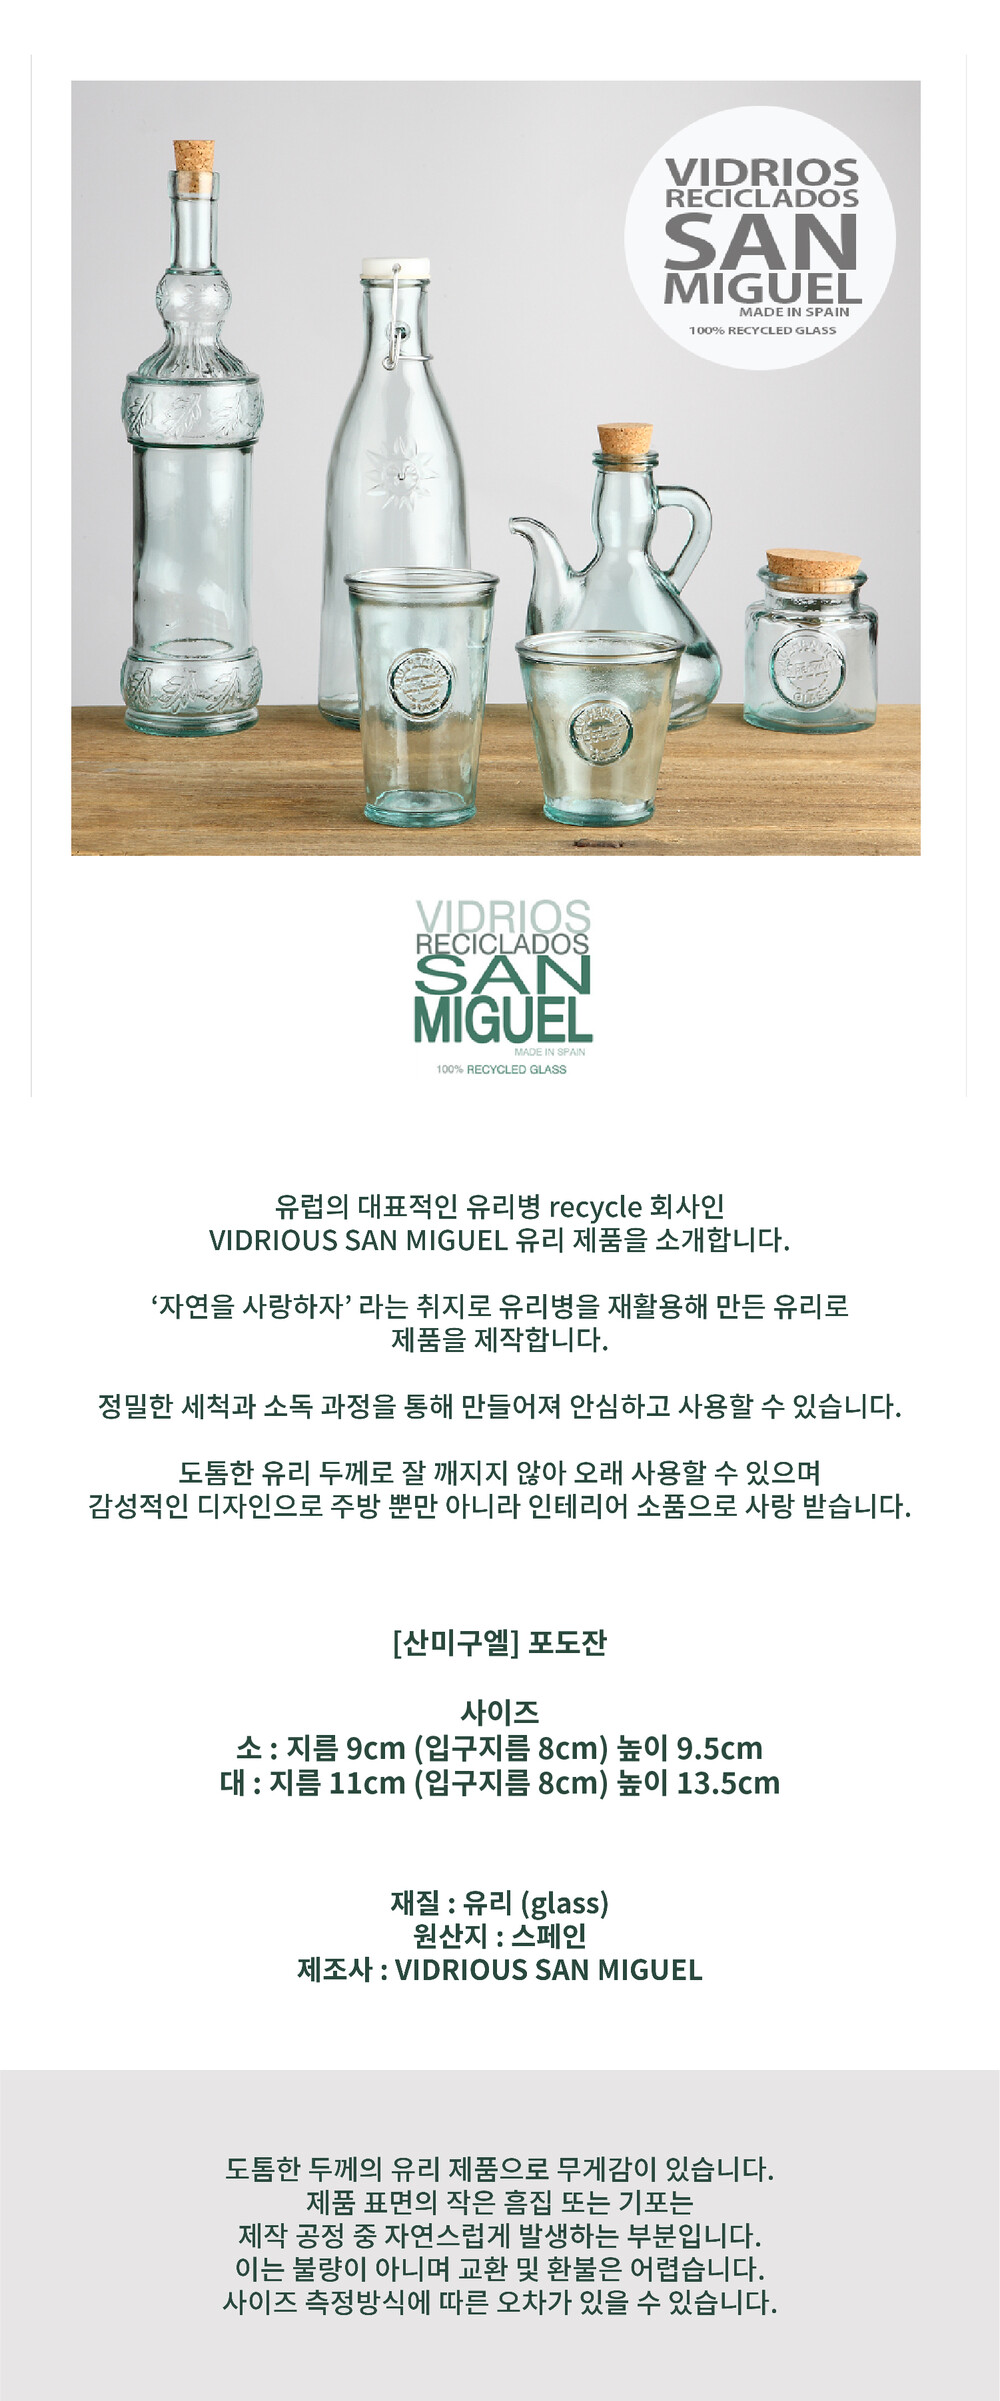 VIDRIOS
RECICLADOS
SAN
MIGUEL
MADE IN SPAIN
100% RECYCLED GLASS
VIDRIOS
RECICLADOS
SAN
MIGUEL
MADE IN SPAIN
100% RECYCLED GLASS
유럽의 대표적인 유리병 recycle 회사인
VIDRIOUS SAN MIGUEL 유리 제품을 소개합니다.
‘자연을 사랑하자’ 라는 취지로 유리병을 재활용해 만든 유리로
제품을 제작합니다.
정밀한 세척과 소독 과정을 통해 만들어져 안심하고 사용할 수 있습니다.
도톰한 유리 두께로 잘 깨지지 않아 오래 사용할 수 있으며
감성적인 디자인으로 주방 뿐만 아니라 인테리어 소품으로 사랑 받습니다.
[산미구엘] 포도잔
사이즈
소 : 지름 9cm (입구지름 8cm) 높이 9.5cm
대 : 지름 11cm (입구지름 8cm) 높이 13.5cm
재질 : 유리 (glass)
원산지 : 스페인
제조사 : VIDRIOUS SAN MIGUEL
도톰한 두께의 유리 제품으로 무게감이 있습니다.
제품 표면의 작은 흠집 또는 기포는
제작 공정 중 자연스럽게 발생하는 부분입니다.
이는 불량이 아니며 교환 및 환불은 어렵습니다.
사이즈 측정방식에 따른 오차가 있을 수 있습니다.